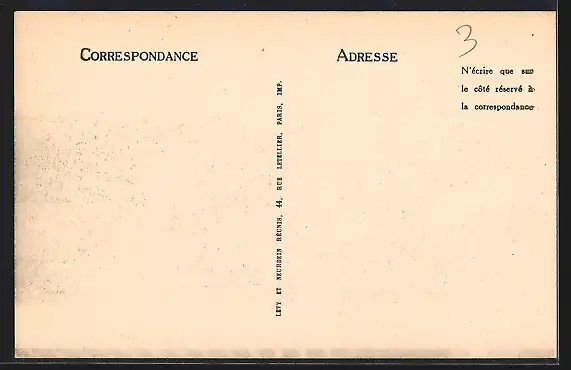 CORRESPONDANCE
ADRESSE
3
N'écrire que sur
le côté réservé à
la correspondance
LÉVY ET NEURDEIN RÉUNIS, 44, RUE LETELLIER, PARIS, IMP.